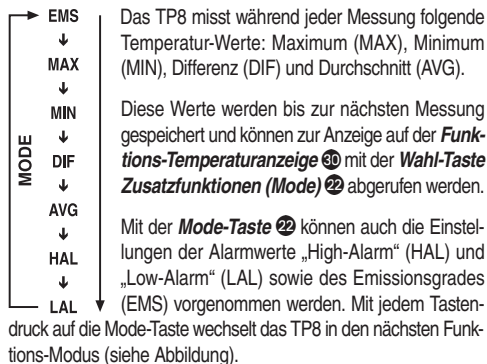 MODE
EMS
MAX
MIN
DIF
AVG
HAL
LAL
Das TP8 misst während jeder Messung folgende
Temperatur-Werte: Maximum (MAX), Minimum
(MIN), Differenz (DIF) und Durchschnitt (AVG).
Diese Werte werden bis zur nächsten Messung
gespeichert und können zur Anzeige auf der Funk-
tions-Temperaturanzeige 30 mit der Wahl-Taste
Zusatzfunktionen (Mode) 22 abgerufen werden.
Mit der Mode-Taste 22 können auch die Einstel-
lungen der Alarmwerte „High-Alarm“ (HAL) und
„Low-Alarm“ (LAL) sowie des Emissionsgrades
(EMS) vorgenommen werden. Mit jedem Tasten-
druck auf die Mode-Taste wechselt das TP8 in den nächsten Funk-
tions-Modus (siehe Abbildung).